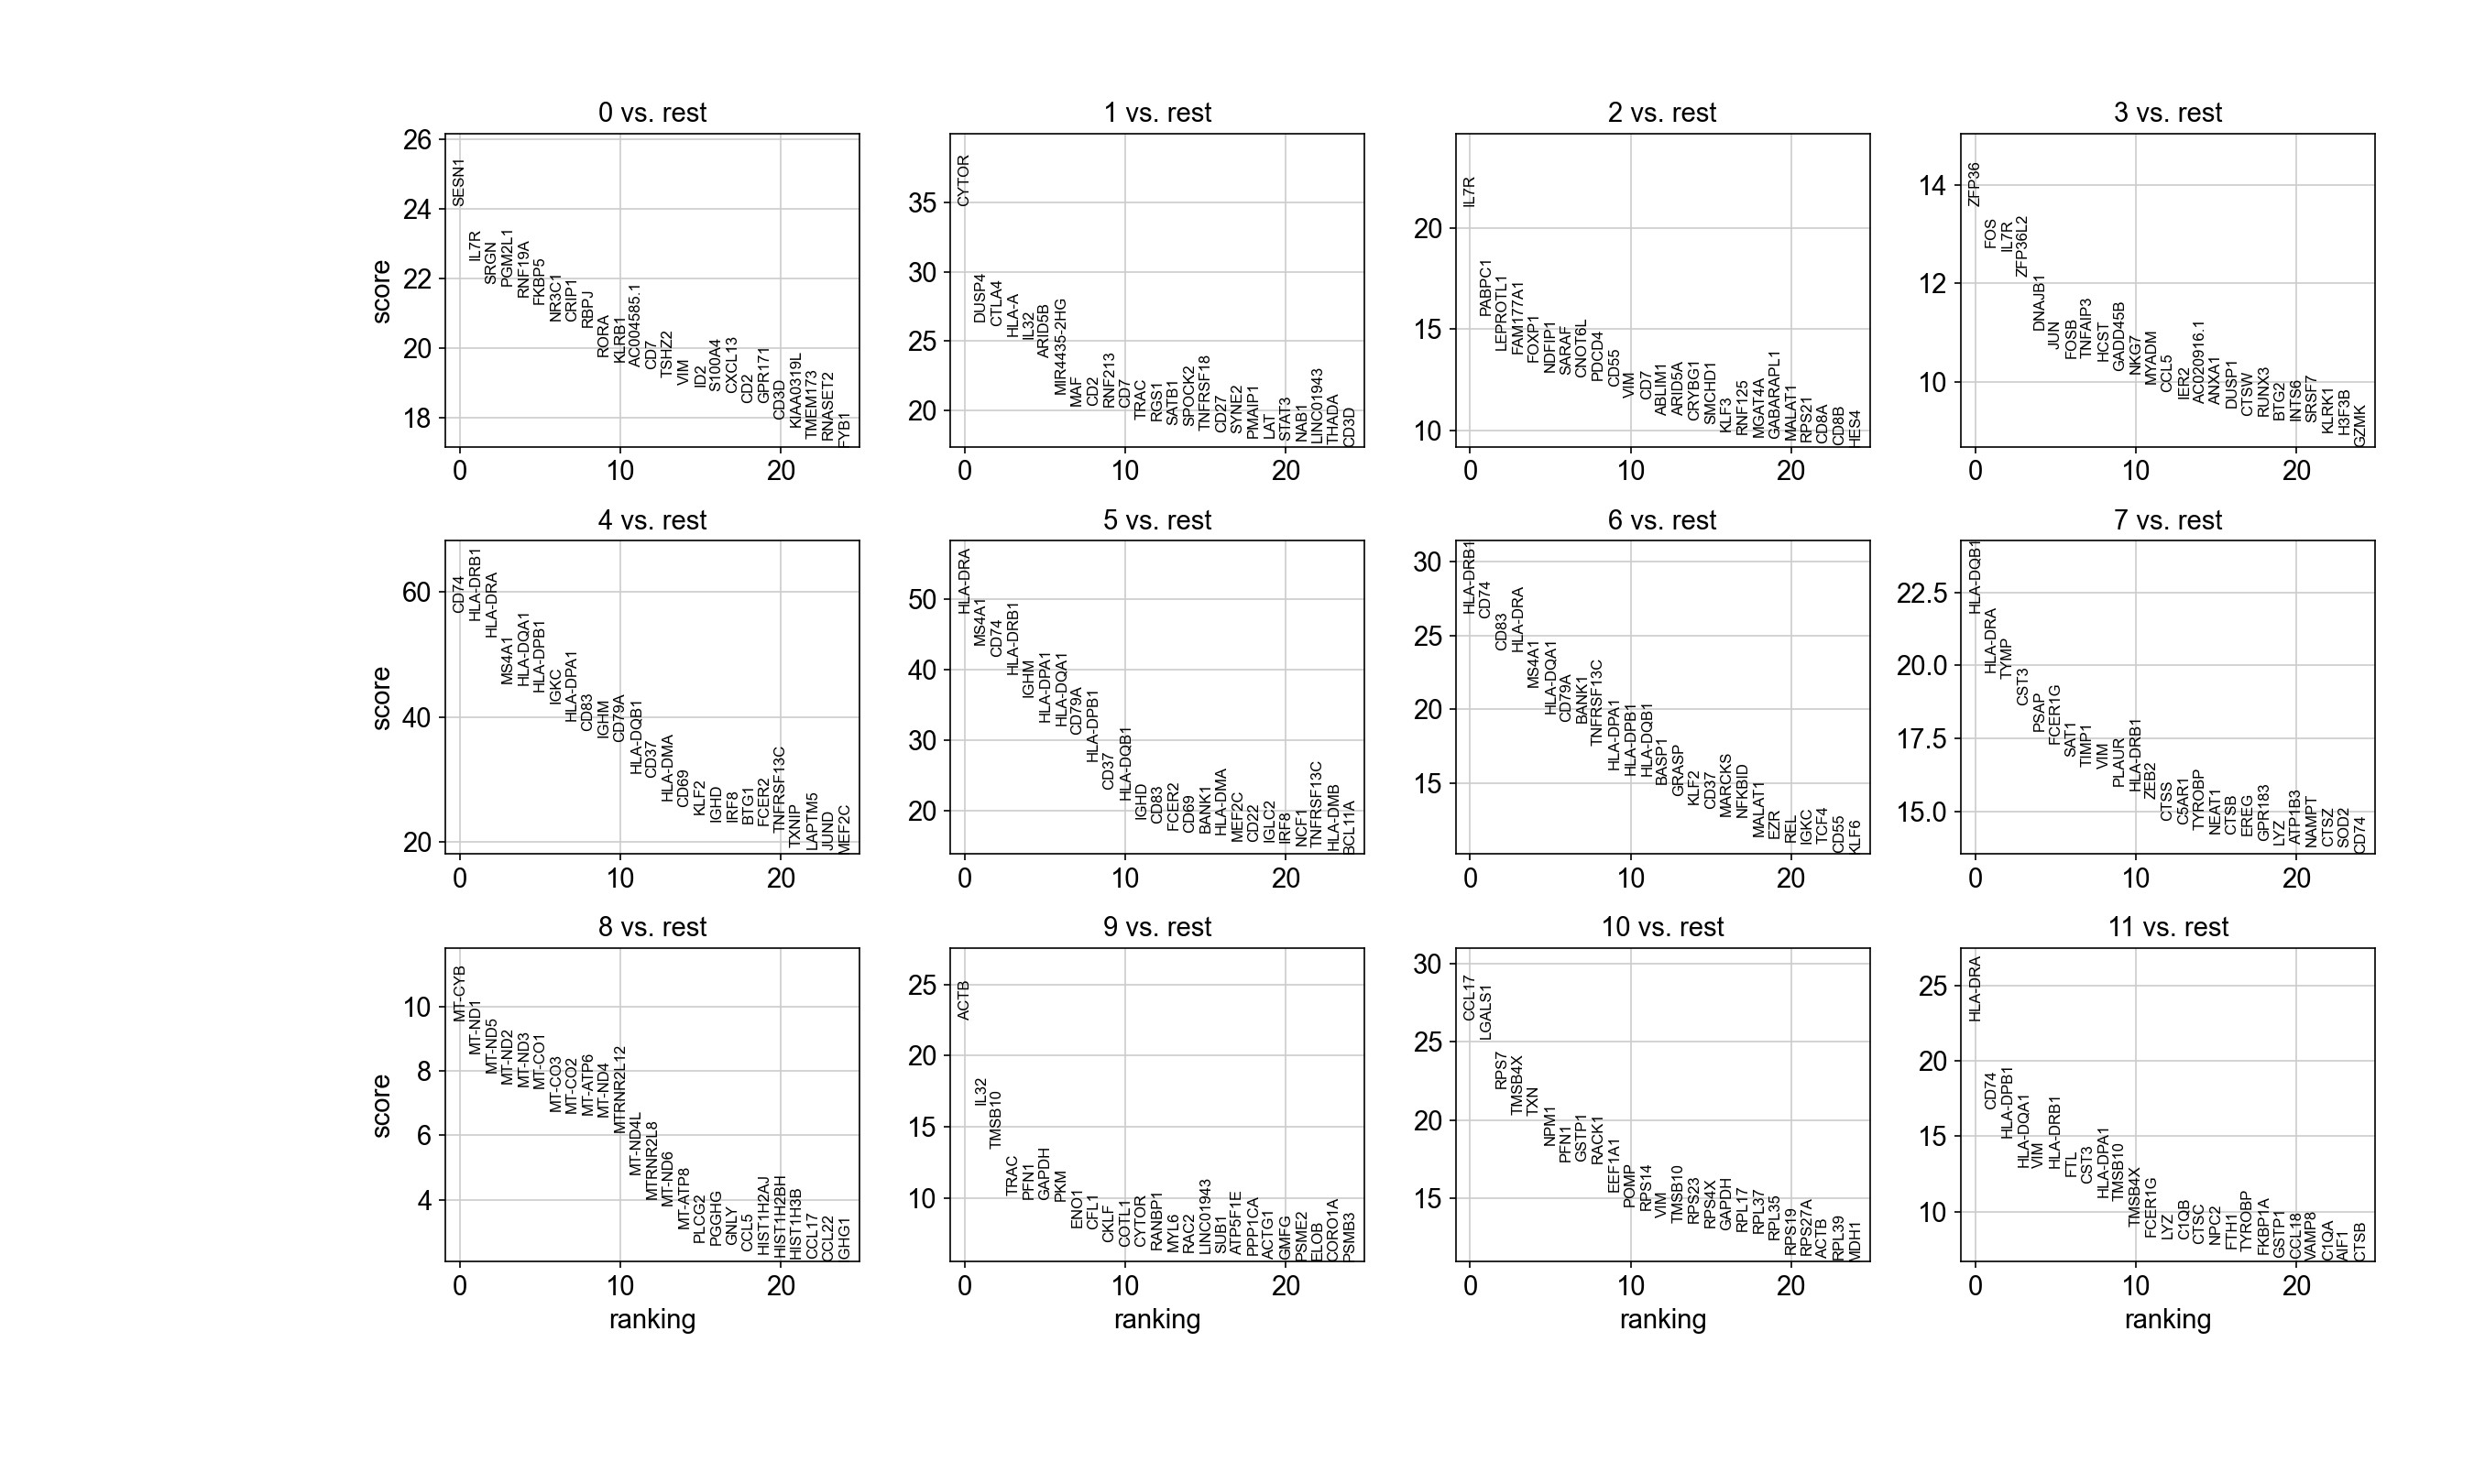 0 vs. rest
26
24
22
20
18
score
0
10
20
SESN1
IL7R
SRGN
PGM2L1
RNF19A
FKBP5
NR3C1
CRIP1
RBPJ
RORA
KLRB1
AC004585.1
CD7
TSHZ2
VIM
ID2
S100A4
CXCL13
CD2
GPR171
CD3D
KIAA0319L
TMEM173
RNASET2
FYB1
1 vs. rest
35
30
25
20
0
10
20
CYTOR
DUSP4
CTLA4
HLA-A
IL32
ARID5B
MIR4435-2HG
MAF
CD2
RNF213
CD7
TRAC
RGS1
SATB1
SPOCK2
TNFRSF18
CD27
SYNE2
PMAIP1
LAT
STAT3
NAB1
LINC01943
THADA
CD3D
2 vs. rest
20
15
10
0
10
20
IL7R
PABPC1
LEPROTL1
FAM177A1
FOXP1
NDFIP1
SARAF
CNOT6L
PDCD4
CD55
VIM
CD7
ABLIM1
ARID5A
CRYBG1
SMCHD1
KLF3
RNF125
MGAT4A
GABARAPL1
MALAT1
RPS21
CD8A
CD8B
HES4
3 vs. rest
14
12
10
0
10
20
ZFP36
FOS
IL7R
ZFP36L2
DNAJB1
JUN
FOSB
TNFAIP3
HCST
GADD45B
NKG7
MYADM
CCL5
IER2
AC020916.1
ANXA1
DUSP1
CTSW
RUNX3
BTG2
INTS6
SRSF7
KLRK1
H3F3B
GZMK
4 vs. rest
60
40
20
score
0
10
20
CD74
HLA-DRB1
HLA-DRA
MS4A1
HLA-DQA1
HLA-DPB1
IGKC
HLA-DPA1
CD83
IGHM
CD79A
HLA-DQB1
CD37
HLA-DMA
CD69
KLF2
IGHD
IRF8
BTG1
FCER2
TNFRSF13C
TXNIP
LAPTM5
JUND
MEF2C
5 vs. rest
50
40
30
20
0
10
20
HLA-DRA
MS4A1
CD74
HLA-DRB1
IGHM
HLA-DPA1
HLA-DQA1
CD79A
HLA-DPB1
CD37
HLA-DQB1
IGHD
CD83
FCER2
CD69
BANK1
HLA-DMA
MEF2C
CD22
IGLC2
IRF8
NCF1
TNFRSF13C
HLA-DMB
BCL11A
6 vs. rest
30
25
20
15
0
10
20
HLA-DRB1
CD74
CD83
HLA-DRA
MS4A1
HLA-DQA1
CD79A
BANK1
TNFRSF13C
HLA-DPA1
HLA-DPB1
HLA-DQB1
BASP1
GRASP
KLF2
CD37
MARCKS
NFKBID
MALAT1
EZR
REL
IGKC
TCF4
CD55
KLF6
7 vs. rest
22.5
20.0
17.5
15.0
0
10
20
HLA-DQB1
HLA-DRA
TYMP
CST3
PSAP
FCER1G
SAT1
TIMP1
VIM
PLAUR
HLA-DRB1
ZEB2
CTSS
C5AR1
TYROBP
NEAT1
CTSB
EREG
GPR183
LYZ
ATP1B3
NAMPT
CTSZ
SOD2
CD74
8 vs. rest
10
8
6
4
score
0
10
20
ranking
MT-CYB
MT-ND1
MT-ND5
MT-ND2
MT-ND3
MT-CO1
MT-CO3
MT-CO2
MT-ATP6
MT-ND4
MTRNR2L12
MT-ND4L
MTRNR2L8
MT-ND6
MT-ATP8
PLCG2
PGGHG
GNLY
CCL5
HIST1H2AJ
HIST1H2BH
HIST1H3B
CCL17
CCL22
GHG1
9 vs. rest
25
20
15
10
0
10
20
ranking
ACTB
IL32
TMSB10
TRAC
PFN1
GAPDH
PKM
ENO1
CFL1
CKLF
COTL1
CYTOR
RANBP1
MYL6
RAC2
LINC01943
SUB1
ATP5F1E
PPP1CA
ACTG1
GMFG
PSME2
ELOB
CORO1A
PSMB3
10 vs. rest
30
25
20
15
0
10
20
ranking
CCL17
LGALS1
RPS7
TMSB4X
TXN
NPM1
PFN1
GSTP1
RACK1
EEF1A1
POMP
RPS14
VIM
TMSB10
RPS23
RPS4X
GAPDH
RPL17
RPL37
RPL35
RPS19
RPS27A
ACTB
RPL39
MDH1
11 vs. rest
25
20
15
10
0
10
20
ranking
HLA-DRA
CD74
HLA-DPB1
HLA-DQA1
VIM
HLA-DRB1
FTL
CST3
HLA-DPA1
TMSB10
TMSB4X
FCER1G
LYZ
C1QB
CTSC
NPC2
FTH1
TYROBP
FKBP1A
GSTP1
CCL18
VAMP8
C1QA
AIF1
CTSB